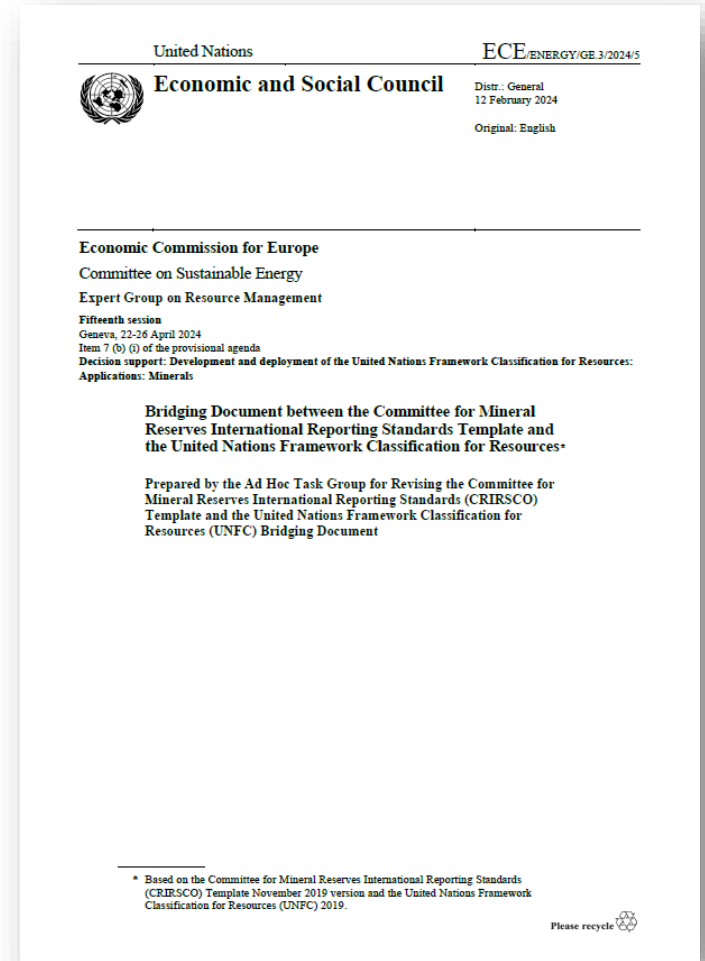 United Nations
ECE/ENERGY/GE.3/2024/5
Economic and Social Council
Distr.: General
12 February 2024
Original: English
Economic Commission for Europe
Committee on Sustainable Energy
Expert Group on Resource Management
Fifteenth session
Geneva, 22-26 April 2024
Item 7 (b) (i) of the provisional agenda
Decision support: Development and deployment of the United Nations Framework Classification for Resources:
Applications: Minerals
Bridging Document between the Committee for Mineral
Reserves International Reporting Standards Template and
the United Nations Framework Classification for Resources*
Prepared by the Ad Hoc Task Group for Revising the Committee for
Mineral Reserves International Reporting Standards (CRIRSCO)
Template and the United Nations Framework Classification for
Resources (UNFC) Bridging Document
* Based on the Committee for Mineral Reserves International Reporting Standards
(CRIRSCO) Template November 2019 version and the United Nations Framework
Classification for Resources (UNFC) 2019.
Please recycle